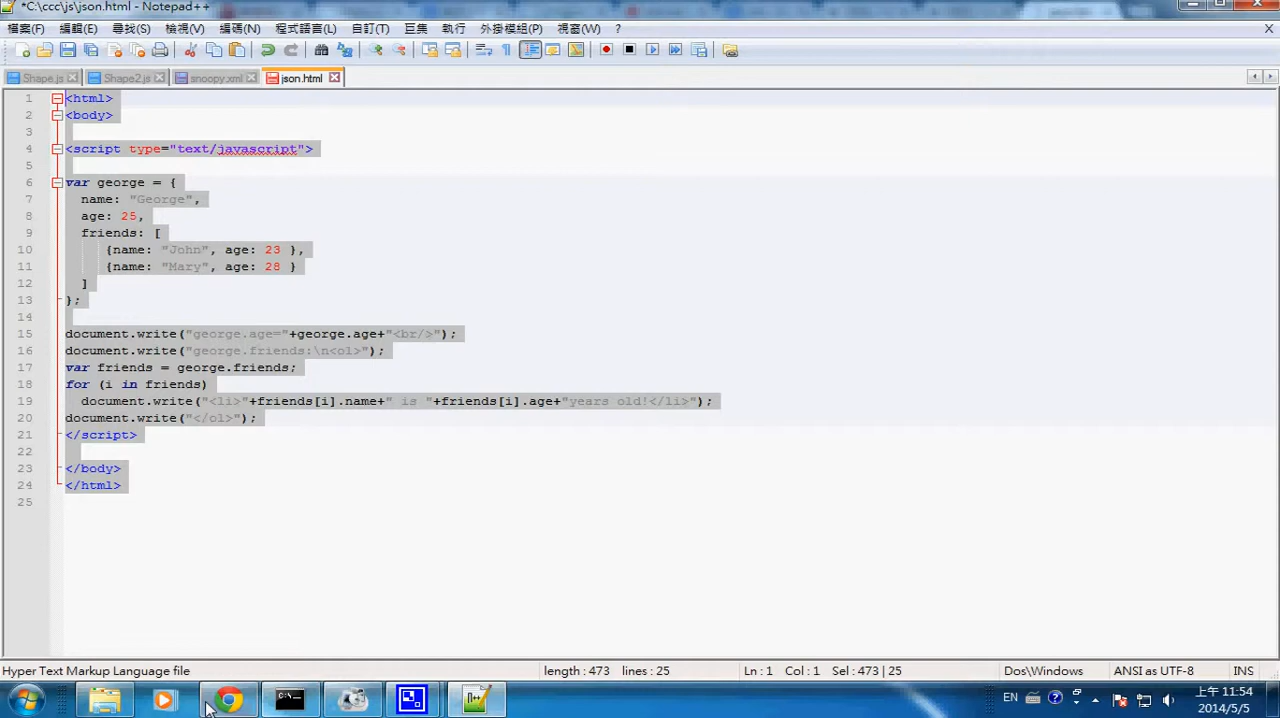 *C:\ccc\js\json.html - Notepad++
檔案(F) 編輯(E) 尋找(S) 檢視(V) 編碼(N) 程式語言(L) 自訂(T) 巨集 執行 外掛模組(P) 視窗(W) ? X
Shape.js Shape2.js snoopy.xml json.html
1 <html>
2 <body>
3
4 <script type="text/javascript">
5
6 var george = {
7 name: "George",
8 age: 25,
9 friends: [
10 {name: "John", age: 23 },
11 {name: "Mary", age: 28 }
12 ]
13 };
14
15 document.write("george.age="+george.age+"<br/>");
16 document.write("george.friends:\n<ol>");
17 var friends = george.friends;
18 for (i in friends)
19 document.write("<li>"+friends[i].name+" is "+friends[i].age+"years old!</li>");
20 document.write("</ol>");
21 </script>
22
23 </body>
24 </html>
25
Hyper Text Markup Language file length : 473 lines : 25 Ln : 1 Col : 1 Sel : 473 | 25 Dos\Windows ANSI as UTF-8 INS
EN 上午 11:54
2014/5/5